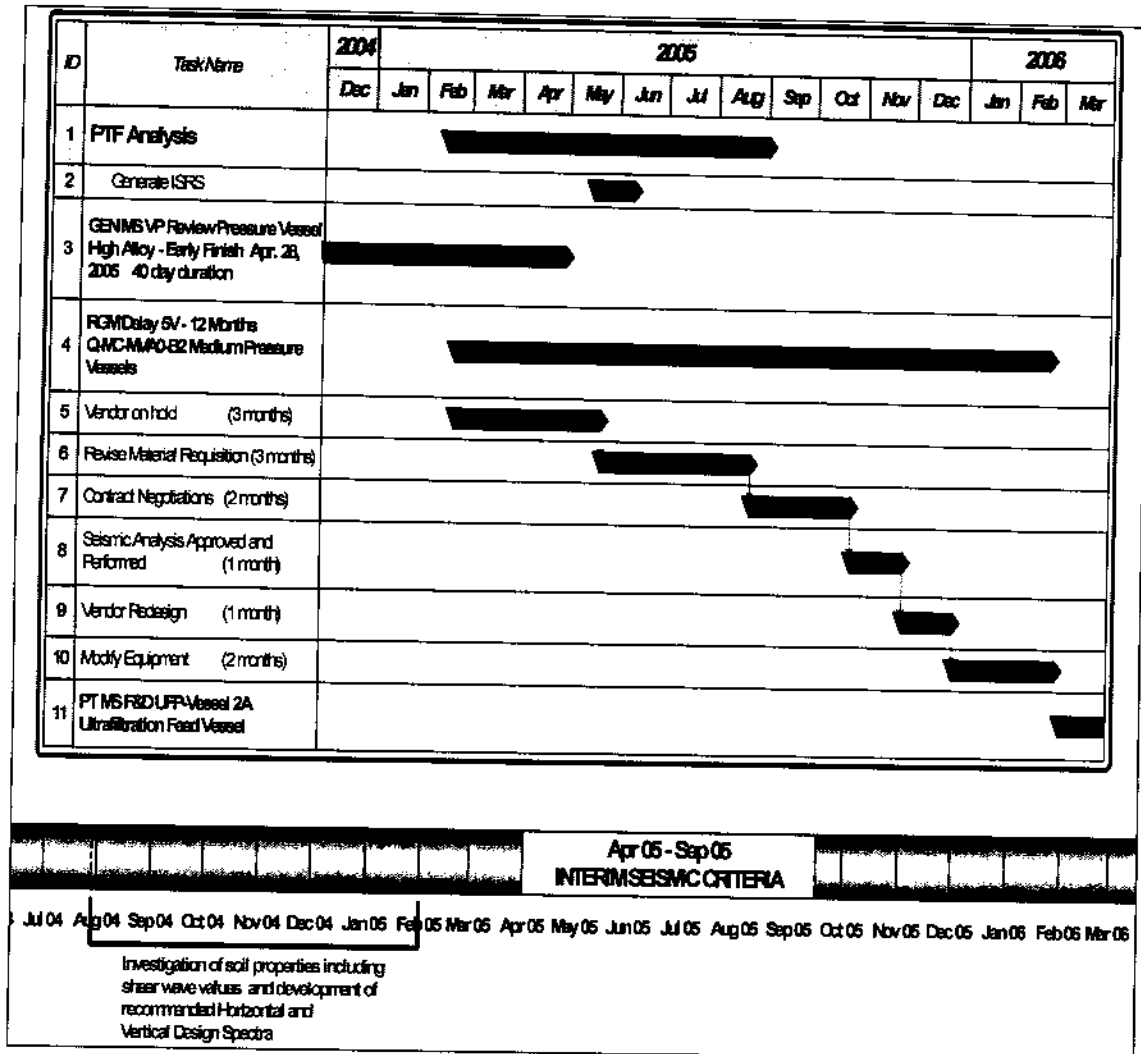 ID Task Name 2004 2005 2006
Dec Jan Feb Mar Apr May Jun Jul Aug Sep Oct Nov Dec Jan Feb Mar
1 PTF Analysis
2 Generate ISRS
3 GENMS VP Review Pressure Vessel
High Alloy - Early Finish Apr. 28,
2005 40 day duration
4 RGM Delay 5V - 12 Months
Medium Pressure
Vessels
5 Vendor on hold (3 months)
6 Revise Material Requisition (3 months)
7 Contract Negotiations (2 months)
8 Seismic Analysis Approved and
Performed (1 month)
9 Vendor Redesign (1 month)
10 Modify Equipment (2 months)
11 PT MS F&D UFP-Vessel 2A
Ultrafiltration Feed Vessel
Apr 05 - Sep 05
INTERIM SEISMIC CRITERIA
Jul 04 Aug 04 Sep 04 Oct 04 Nov 04 Dec 04 Jan 05 Feb 05 Mar 05 Apr 05 May 05 Jun 05 Jul 05 Aug 05 Sep 05 Oct 05 Nov 05 Dec 05 Jan 06 Feb 06 Mar 06
Investigation of soil properties including
shear wave values and development of
recommended Horizontal and
Vertical Design Spectra